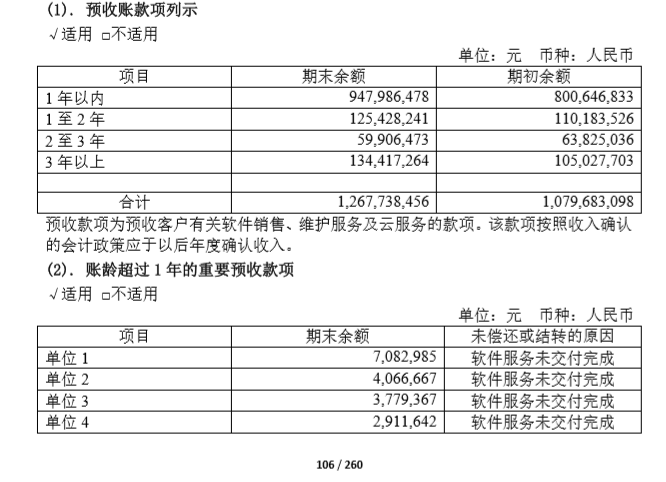 (1). 预收账款项列示
√适用 □不适用
单位：元 币种：人民币
项目 期末余额 期初余额
1 年以内 947,986,478 800,646,833
1 至 2 年 125,428,241 110,183,526
2 至 3 年 59,906,473 63,825,036
3 年以上 134,417,264 105,027,703
合计 1,267,738,456 1,079,683,098
预收款项为预收客户有关软件销售、维护服务及云服务的款项。该款项按照收入确认
的会计政策应于以后年度确认收入。
(2). 账龄超过 1 年的重要预收款项
√适用 □不适用
单位：元 币种：人民币
项目 期末余额 未偿还或结转的原因
单位 1 7,082,985 软件服务未交付完成
单位 2 4,066,667 软件服务未交付完成
单位 3 3,779,367 软件服务未交付完成
单位 4 2,911,642 软件服务未交付完成
106 / 260